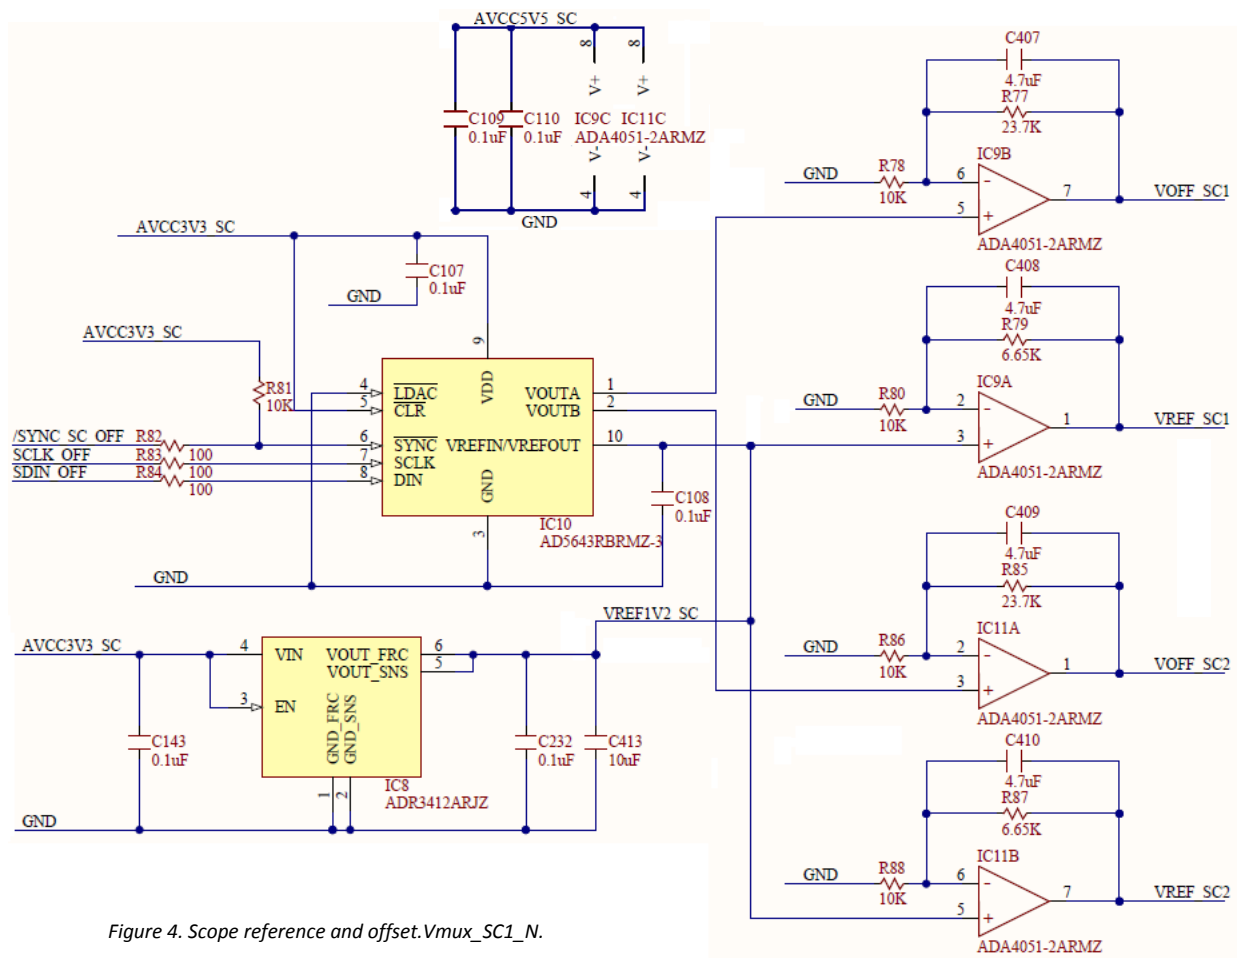 AVCC5V5_SC
8
8
V+
V+
C109
0.1uF
C110
0.1uF
IC9C
IC11C
ADA4051-2ARMZ
V-
V-
4
4
GND
C407
4.7uF
R77
23.7K
IC9B
GND
R78
10K
6
5
7
VOFF_SC1
ADA4051-2ARMZ
AVCC3V3_SC
C107
0.1uF
GND
AVCC3V3_SC
R81
10K
9
VDD
4
LDAC
5
CLR
6
SYNC
7
SCLK
8
DIN
VOUTA
1
VOUTB
2
VREFIN/VREFOUT
10
GND
3
IC10
AD5643RBRMZ-3
/SYNC_SC_OFF
R82
100
SCLK_OFF
R83
100
SDIN_OFF
R84
100
C108
0.1uF
GND
C408
4.7uF
R79
6.65K
IC9A
GND
R80
10K
2
3
1
VREF_SC1
ADA4051-2ARMZ
C409
4.7uF
R85
23.7K
IC11A
GND
R86
10K
2
3
1
VOFF_SC2
ADA4051-2ARMZ
VREF1V2_SC
AVCC3V3_SC
4
VIN
3
EN
VOUT_FRC
6
VOUT_SNS
5
GND_FRC
GND_SNS
1
2
IC8
ADR3412ARJZ
C143
0.1uF
C232
0.1uF
C413
10uF
GND
C410
4.7uF
R87
6.65K
IC11B
GND
R88
10K
6
5
7
VREF_SC2
ADA4051-2ARMZ
Figure 4. Scope reference and offset.Vmux_SC1_N.